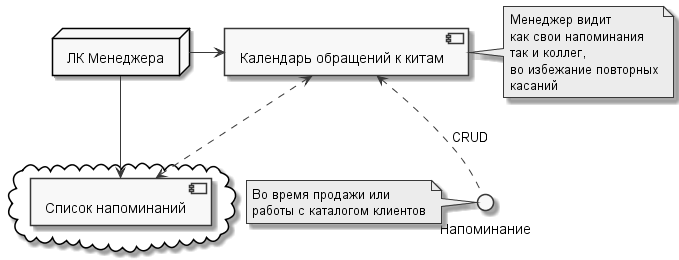 ЛК Менеджера
Календарь обращений к китам
Менеджер видит
как свои напоминания
так и коллег,
во избежание повторных
касаний
CRUD
Список напоминаний
Во время продажи или
работы с каталогом клиентов
Напоминание